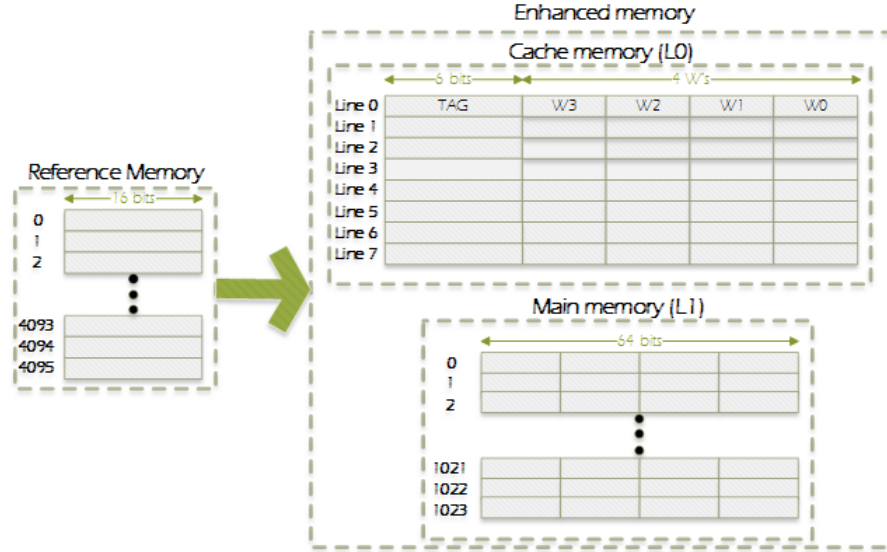 Enhanced memory
Cache memory (L0)
6 bits
4 W's
Line 0 TAG W3 W2 W1 W0
Line 1
Line 2
Line 3
Line 4
Line 5
Line 6
Line 7
Reference Memory
16 bits
0
1
2
4093
4094
4095
Main memory (L1)
64 bits
0
1
2
1021
1022
1023